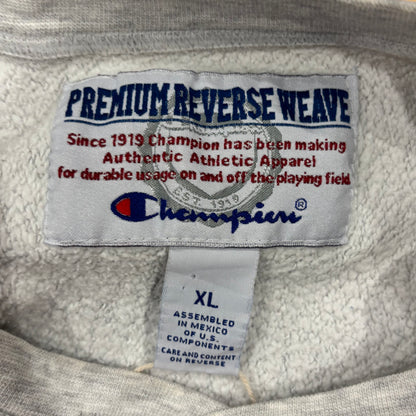 PREMIUM REVERSE WEAVE
Since 1919 Champion has been making
Authentic Athletic Apparel
for durable usage on and off the playing field
EST. 1919
Champion®
XL
ASSEMBLED
IN MEXICO
OF U.S.
COMPONENTS
CARE AND CONTENT
ON REVERSE